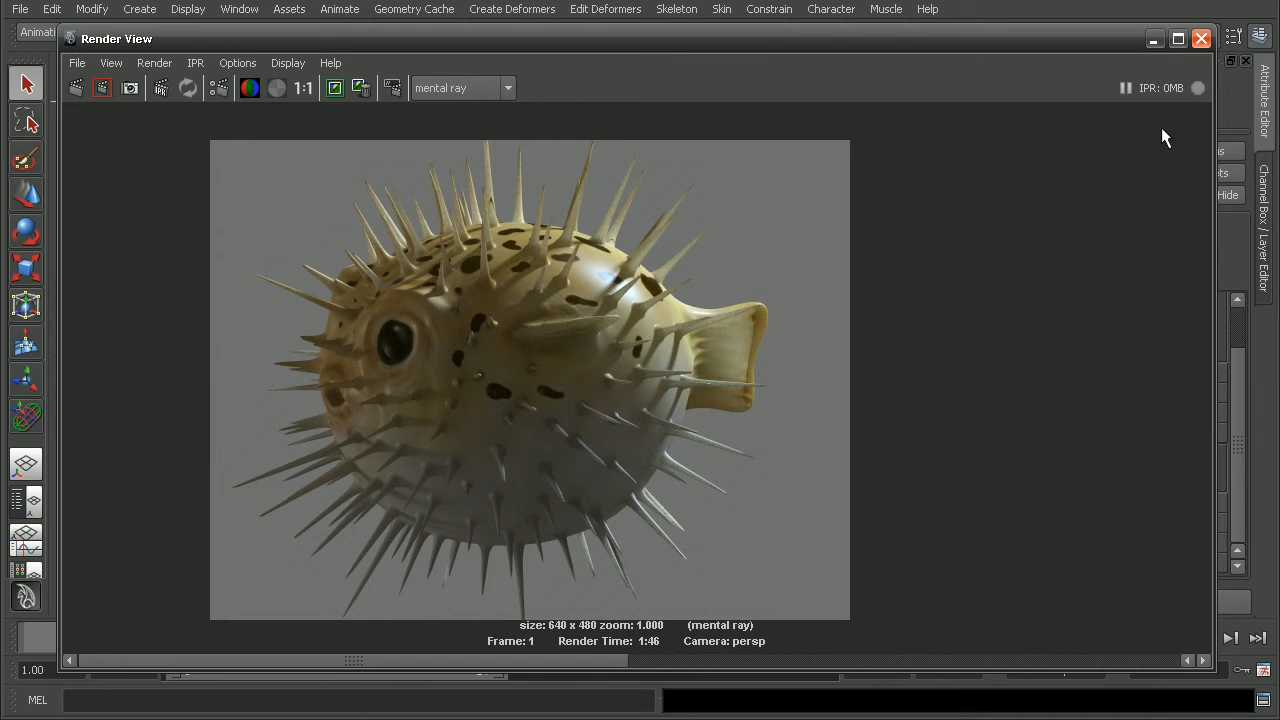 File Edit Modify Create Display Window Assets Animate Geometry Cache Create Deformers Edit Deformers Skeleton Skin Constrain Character Muscle Help
Animati
Render View
File View Render IPR Options Display Help
1:1 mental ray IPR: 0MB
Attribute Editor
Channel Box / Layer Editor
Hide
size: 640 x 480 zoom: 1.000 (mental ray)
Frame: 1 Render Time: 1:46 Camera: persp
1.00
MEL